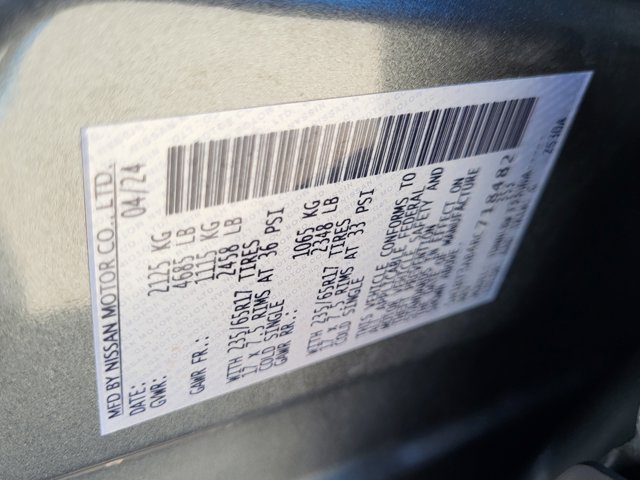 MFD BY NISSAN MOTOR CO., LTD.
DATE: 04/24
GWR: 2125 KG
4685 LB
GAWR FR.: 1115 KG
2458 LB
WITH 235/65R17 TIRES
17 X 7.5 RIMS AT 36 PSI
COLD SINGLE
GAWR RR.: 1065 KG
2348 LB
WITH 235/65R17 TIRES
17 X 7.5 RIMS AT 33 PSI
COLD SINGLE
THIS VEHICLE CONFORMS TO
ALL APPLICABLE FEDERAL
MOTOR VEHICLE SAFETY AND
THEFT PREVENTION
STANDARDS IN EFFECT ON
THE DATE OF MANUFACTURE
SHOWN ABOVE
718482